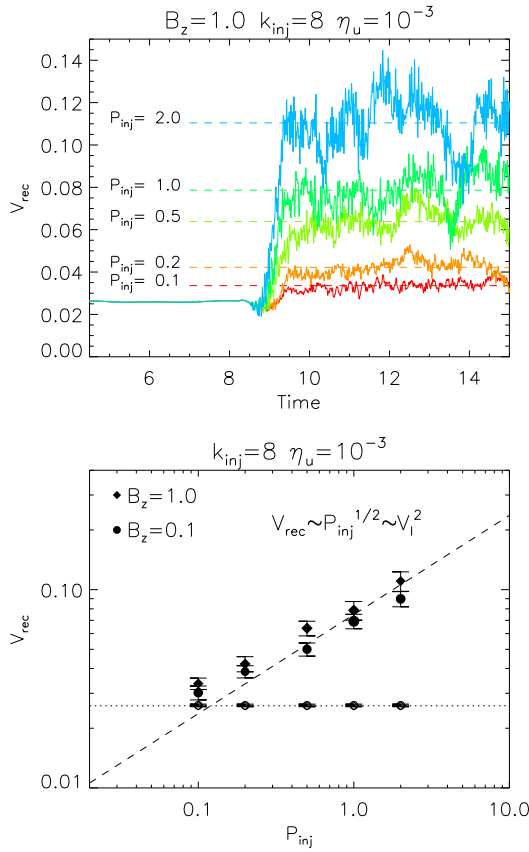 B_z=1.0 k_inj=8 η_u=10^-3
0.14
0.12
P_inj= 2.0
0.10
P_inj= 1.0
0.08
V_rec
P_inj= 0.5
0.06
P_inj= 0.2
0.04
P_inj= 0.1
0.02
0.00
6 8 10 12 14
Time
k_inj=8 η_u=10^-3
B_z=1.0
B_z=0.1
V_rec~P_inj^1/2~V_l^2
0.10
V_rec
0.01
0.1 1.0 10.0
P_inj